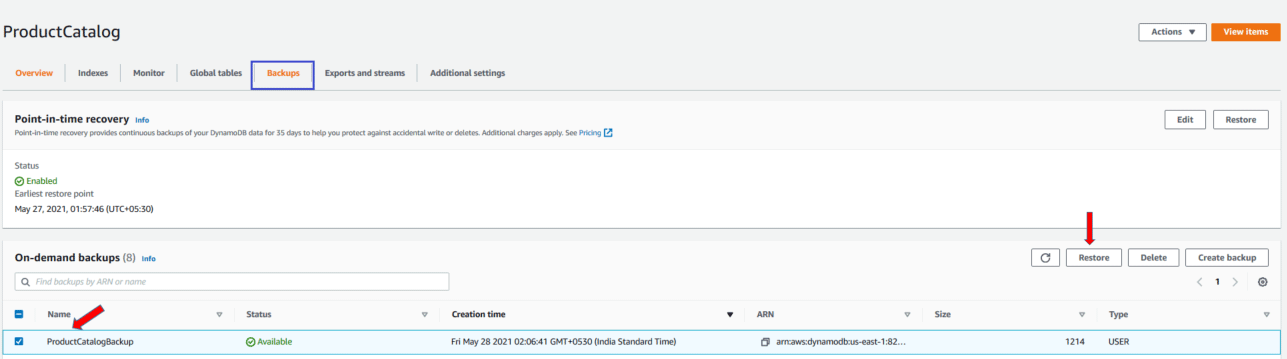 ProductCatalog
Actions View items
Overview Indexes Monitor Global tables Backups Exports and streams Additional settings
Point-in-time recovery Info
Edit Restore
Point-in-time recovery provides continuous backups of your DynamoDB data for 35 days to help you protect against accidental write or deletes. Additional charges apply. See Pricing
Status
Enabled
Earliest restore point
May 27, 2021, 01:57:46 (UTC+05:30)
On-demand backups (8) Info
Restore Delete Create backup
Find backups by ARN or name
1
Name Status Creation time ARN Size Type
ProductCatalogBackup Available Fri May 28 2021 02:06:41 GMT+0530 (India Standard Time) arn:aws:dynamodb:us-east-1:82... 1214 USER